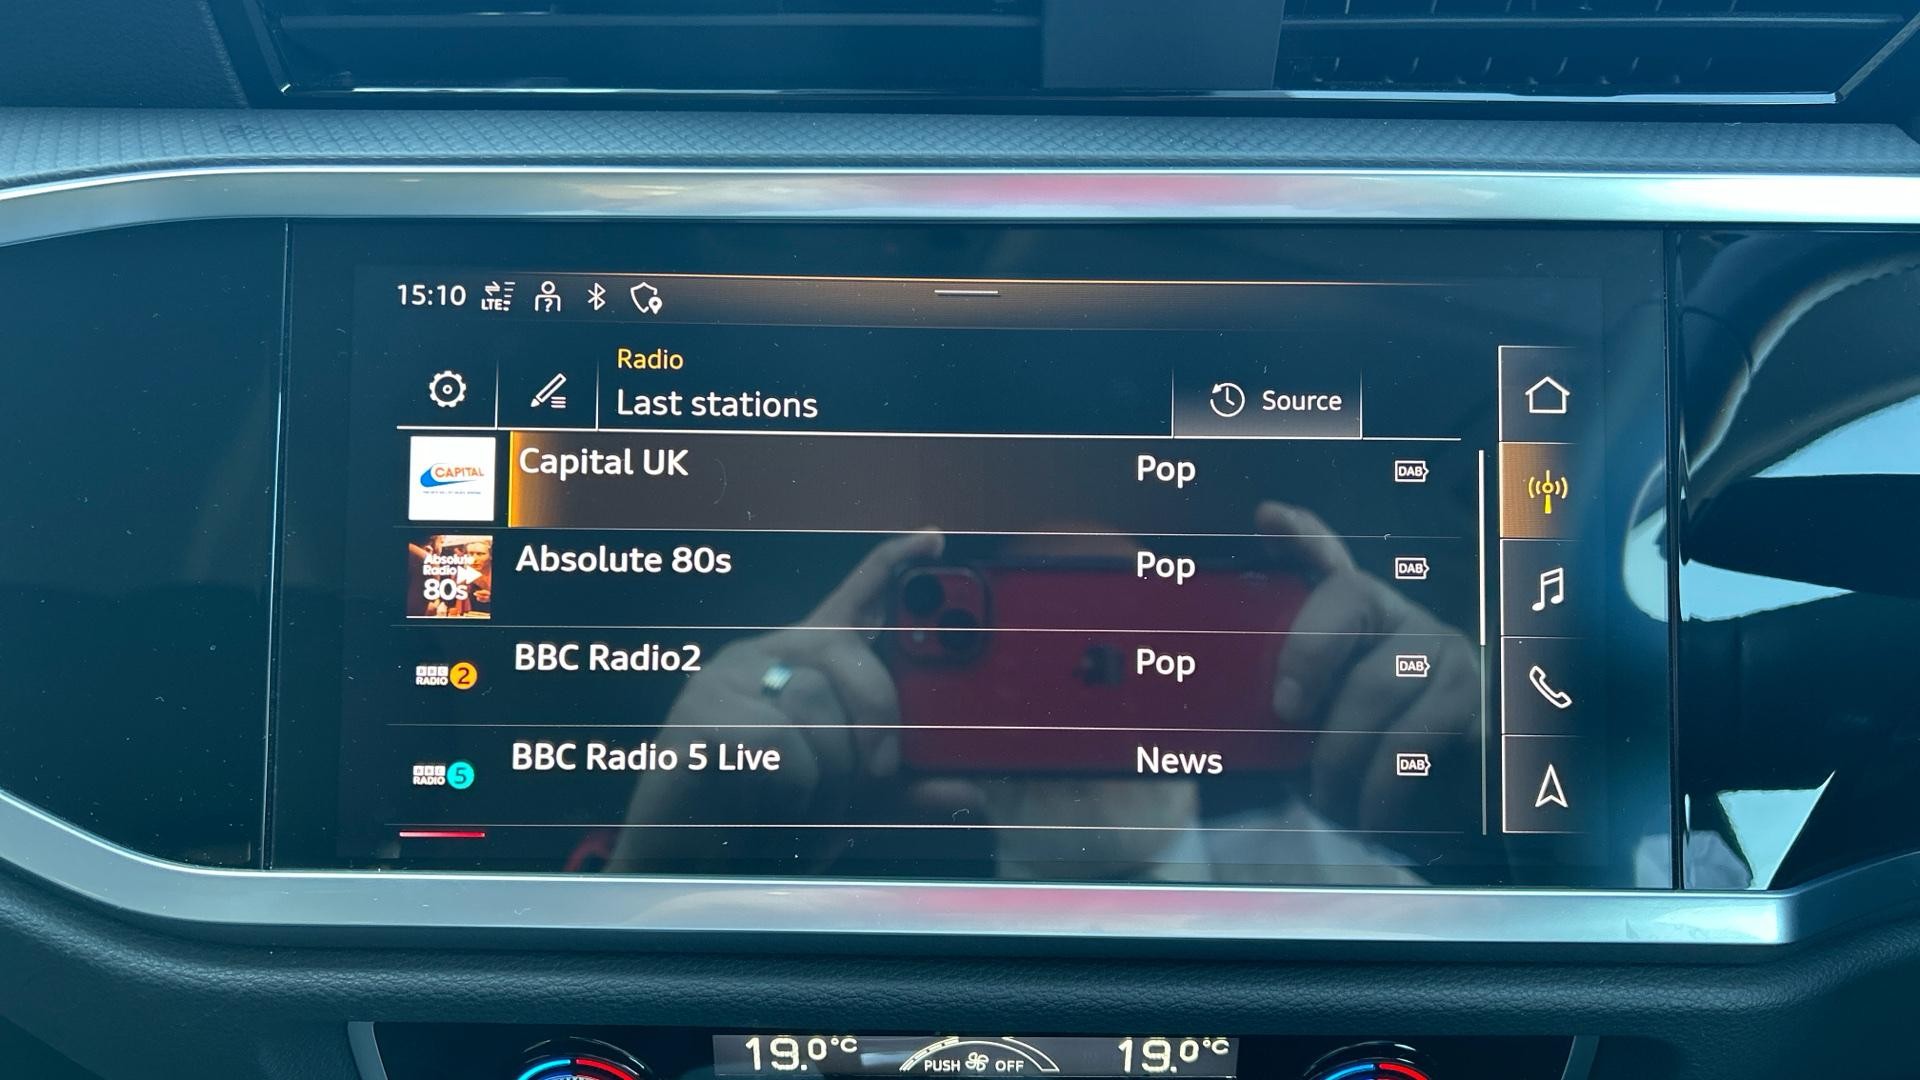 15:10
LTE
Radio
Last stations
Source
CAPITAL
Capital UK
Pop
DAB
Absolute
Radio
80s
Absolute 80s
Pop
DAB
BBC
RADIO 2
BBC Radio2
Pop
DAB
BBC
RADIO 5
BBC Radio 5 Live
News
DAB
19.0°C
PUSH OFF
19.0°C